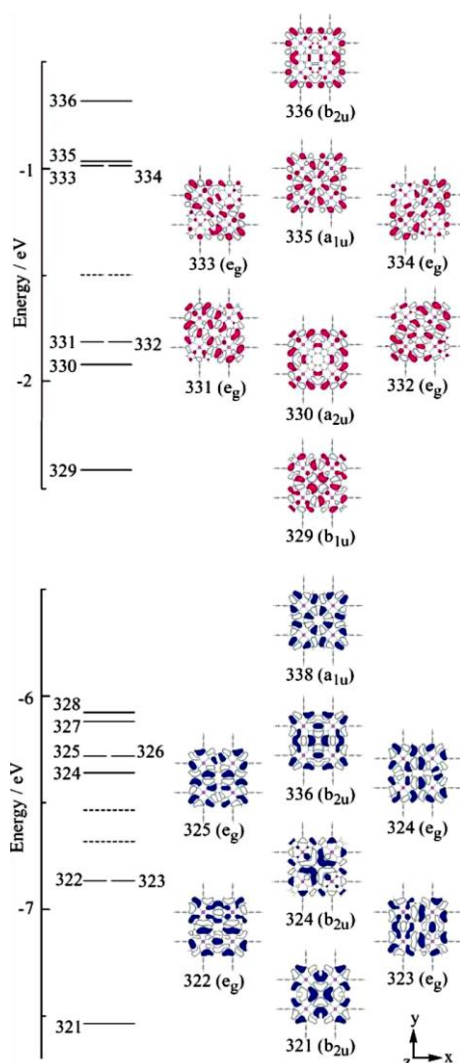 336 (b2u)
336
335
-1
333
334
335 (a1u)
333 (eg)
334 (eg)
Energy / eV
331
332
330
-2
331 (eg)
332 (eg)
330 (a2u)
329
329 (b1u)
338 (a1u)
-6
328
327
325
326
324
336 (b2u)
325 (eg)
324 (eg)
Energy / eV
322
323
324 (b2u)
-7
322 (eg)
323 (eg)
321
321 (b2u)
y
z
x